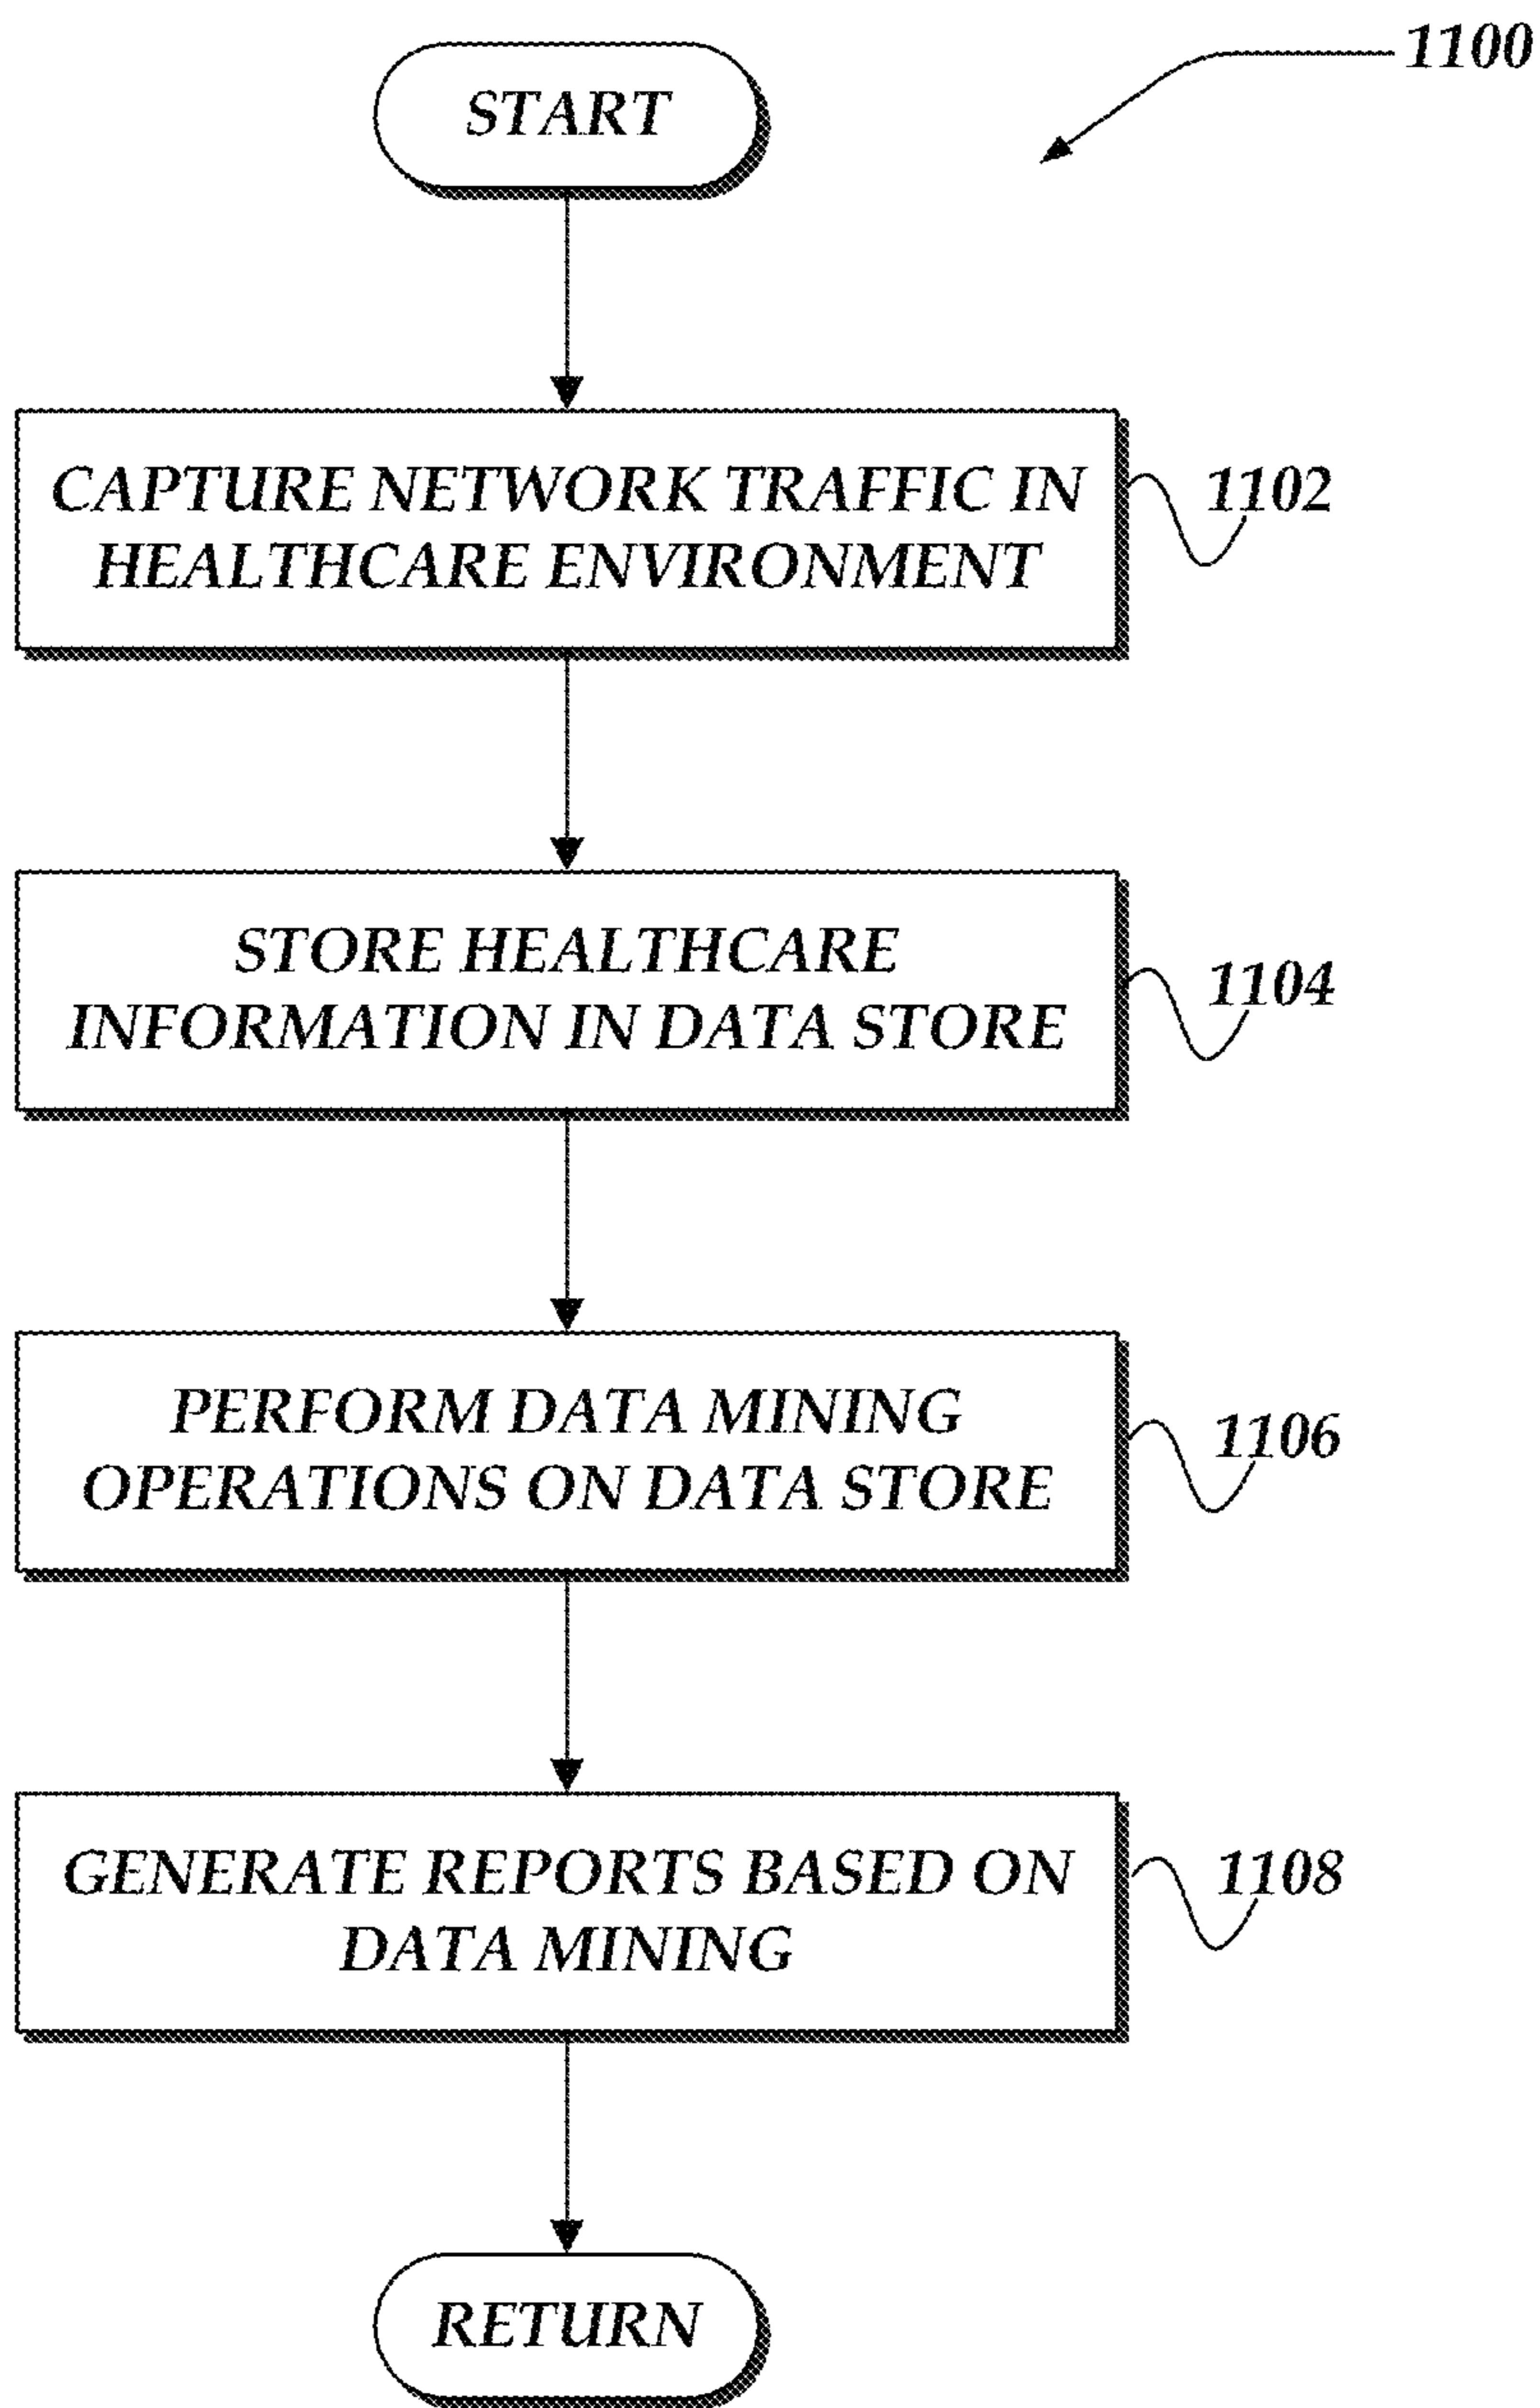 1100
START
CAPTURE NETWORK TRAFFIC IN
HEALTHCARE ENVIRONMENT
1102
STORE HEALTHCARE
INFORMATION IN DATA STORE
1104
PERFORM DATA MINING
OPERATIONS ON DATA STORE
1106
GENERATE REPORTS BASED ON
DATA MINING
1108
RETURN